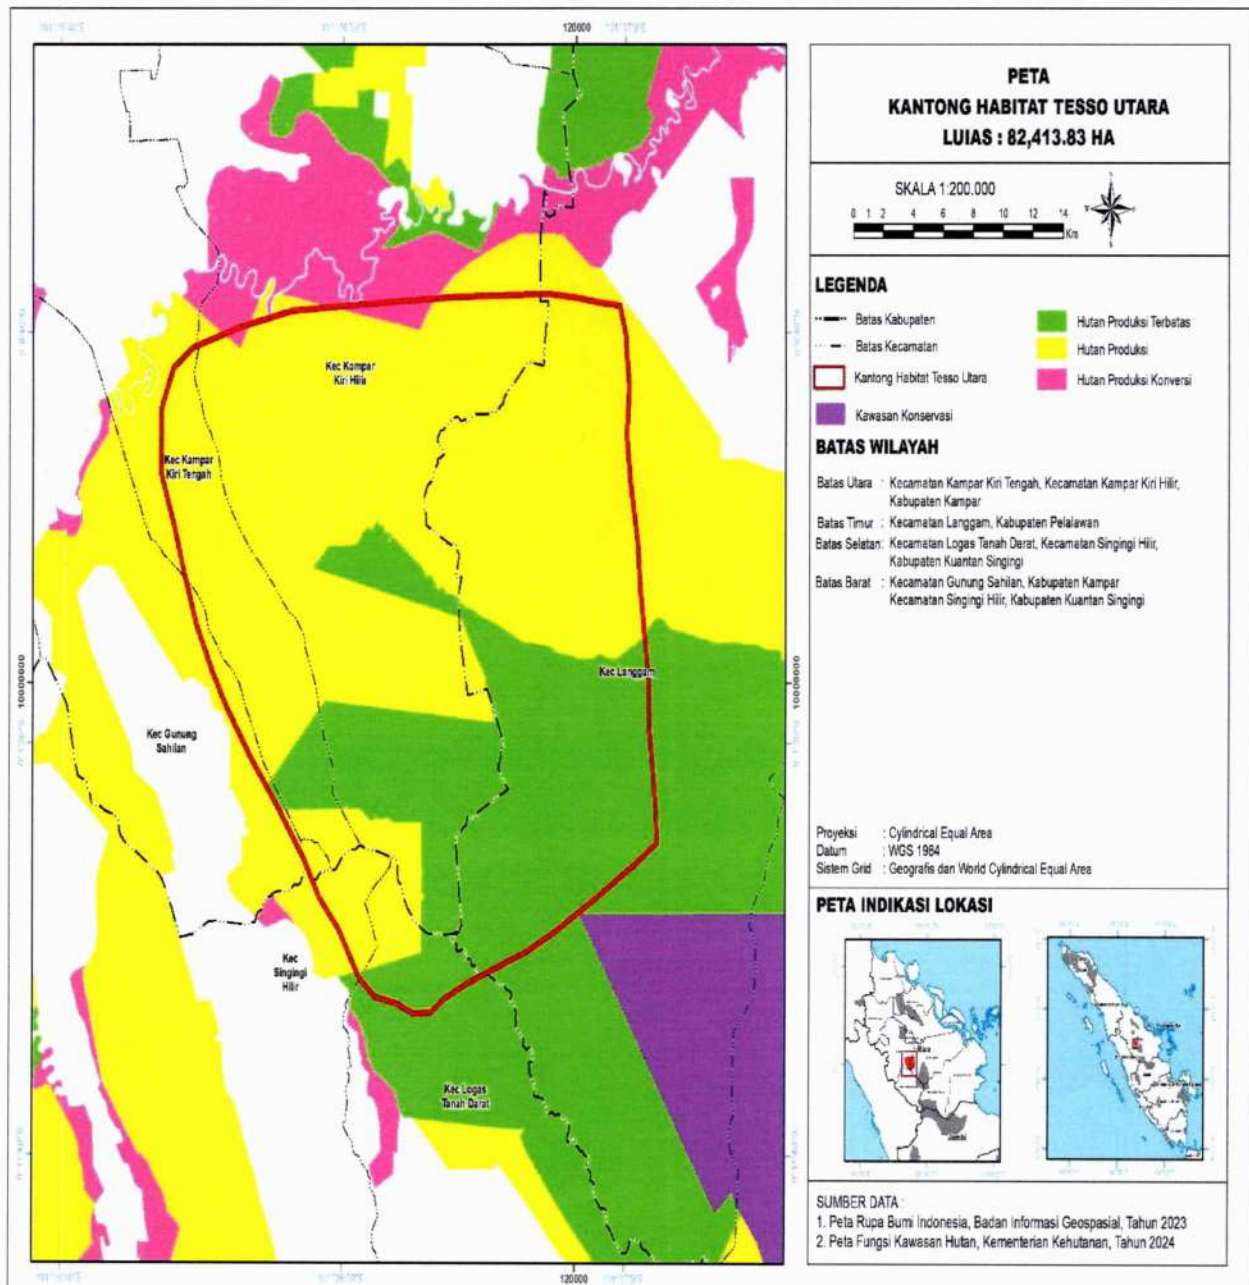 120000
PETA
KANTONG HABITAT TESSO UTARA
LUIAS : 82,413.83 HA
SKALA 1:200.000
0 1 2 4 6 8 10 12 14
Km
LEGENDA
Batas Kabupaten
Batas Kecamatan
Kantong Habitat Tesso Utara
Kawasan Konservasi
Hutan Produksi Terbatas
Hutan Produksi
Hutan Produksi Konversi
BATAS WILAYAH
Batas Utara : Kecamatan Kampar Kiri Tengah, Kecamatan Kampar Kiri Hilir,
Kabupaten Kampar
Batas Timur : Kecamatan Langgam, Kabupaten Pelalawan
Batas Selatan: Kecamatan Logas Tanah Darat, Kecamatan Singingi Hilir,
Kabupaten Kuantan Singingi
Batas Barat : Kecamatan Gunung Sahilan, Kabupaten Kampar
Kecamatan Singingi Hilir, Kabupaten Kuantan Singingi
Proyeksi : Cylindrical Equal Area
Datum : WGS 1984
Sistem Grid : Geografis dan World Cylindrical Equal Area
PETA INDIKASI LOKASI
Riau
Jambi
SUMBER DATA :
1. Peta Rupa Bumi Indonesia, Badan Informasi Geospasial, Tahun 2023
2. Peta Fungsi Kawasan Hutan, Kementerian Kehutanan, Tahun 2024
Kec Kampar
Kiri Hilir
Kec Kampar
Kiri Tengah
Kec Langgam
Kec Gunung
Sahilan
Kec
Singingi
Hilir
Kec Logas
Tanah Darat
10000000
10000000
120000